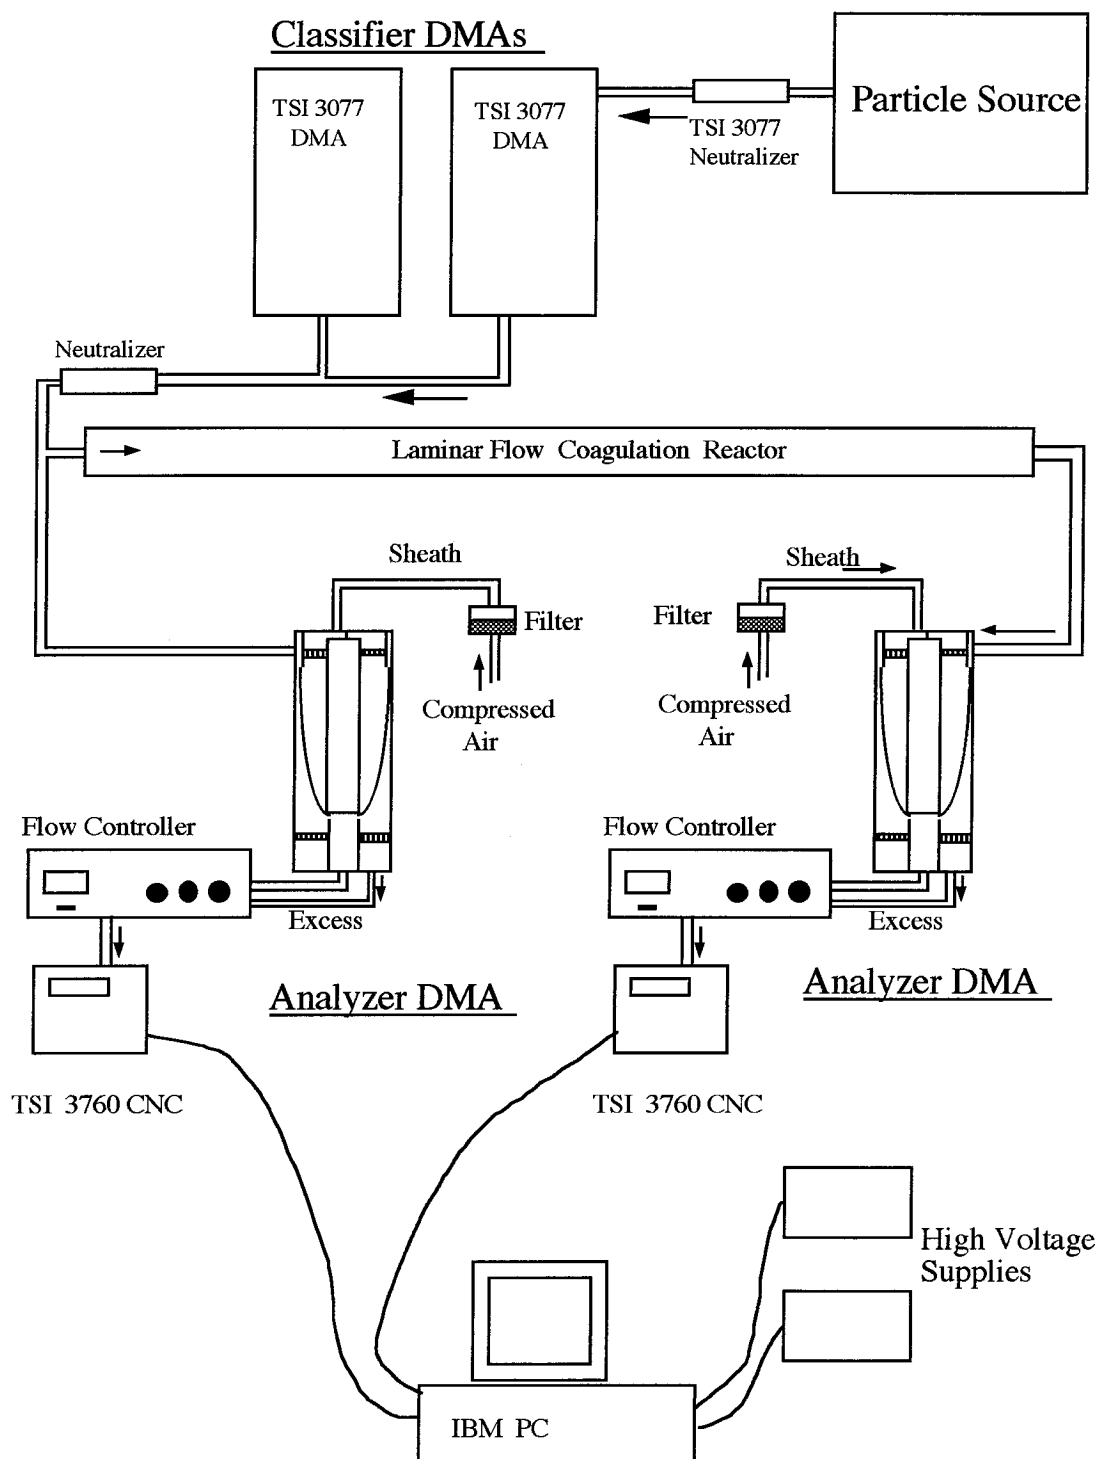 Classifier DMAs
TSI 3077
DMA
TSI 3077
DMA
Particle Source
TSI 3077
Neutralizer
Neutralizer
Laminar Flow Coagulation Reactor
Sheath
Sheath
Filter
Filter
Compressed
Air
Compressed
Air
Flow Controller
Flow Controller
Excess
Excess
Analyzer DMA
Analyzer DMA
TSI 3760 CNC
TSI 3760 CNC
High Voltage
Supplies
IBM PC